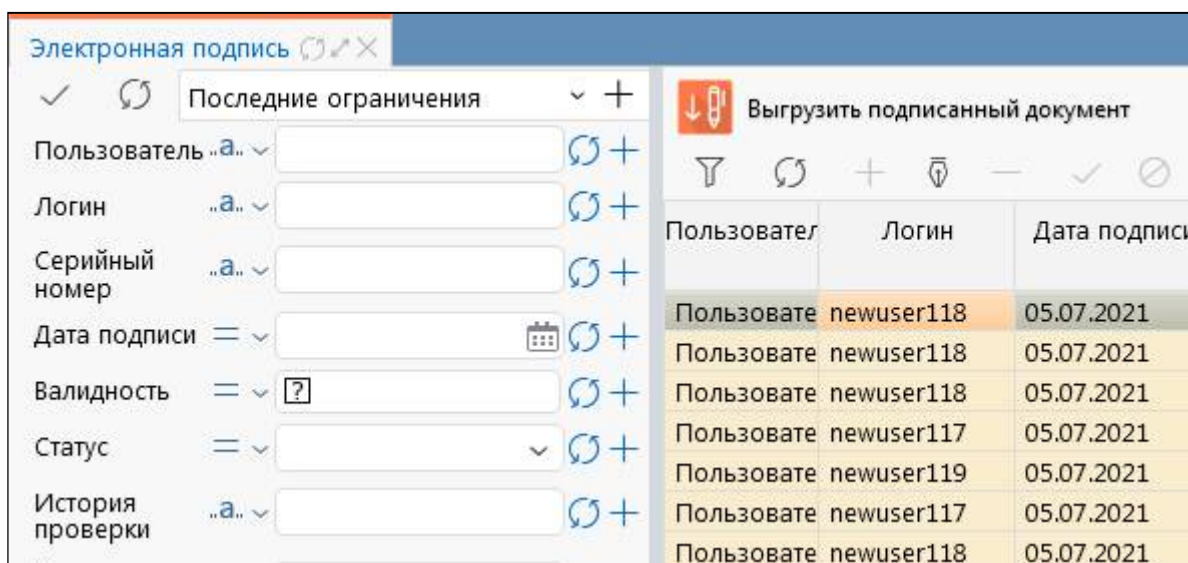 Электронная подпись
Последние ограничения
Пользователь ..a..
Логин ..a..
Серийный номер ..a..
Дата подписи =
Валидность = ?
Статус =
История проверки ..a..
Выгрузить подписанный документ
Пользовател Логин Дата подписи
Пользовате newuser118 05.07.2021
Пользовате newuser118 05.07.2021
Пользовате newuser118 05.07.2021
Пользовате newuser117 05.07.2021
Пользовате newuser119 05.07.2021
Пользовате newuser117 05.07.2021
Пользовате newuser118 05.07.2021